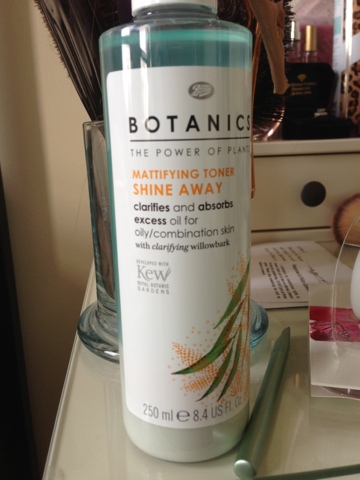 Boots
BOTANICS
THE POWER OF PLANTS
MATTIFYING TONER
SHINE AWAY
clarifies and absorbs
excess oil for
oily/combination skin
with clarifying willowbark
DEVELOPED WITH
Kew
ROYAL BOTANIC
GARDENS
250 ml e 8.4 US Fl.